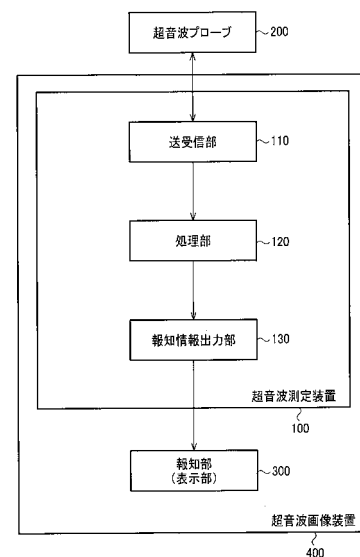 超音波プローブ
200
送受信部
110
処理部
120
報知情報出力部
130
超音波測定装置
100
報知部
(表示部)
300
超音波画像装置
400